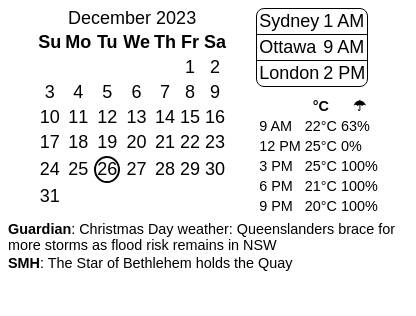 December 2023
Su Mo Tu We Th Fr Sa
1 2
3 4 5 6 7 8 9
10 11 12 13 14 15 16
17 18 19 20 21 22 23
24 25 26 27 28 29 30
31
Sydney 1 AM
Ottawa 9 AM
London 2 PM
°C ☂
9 AM 22°C 63%
12 PM 25°C 0%
3 PM 25°C 100%
6 PM 21°C 100%
9 PM 20°C 100%
Guardian: Christmas Day weather: Queenslanders brace for
more storms as flood risk remains in NSW
SMH: The Star of Bethlehem holds the Quay